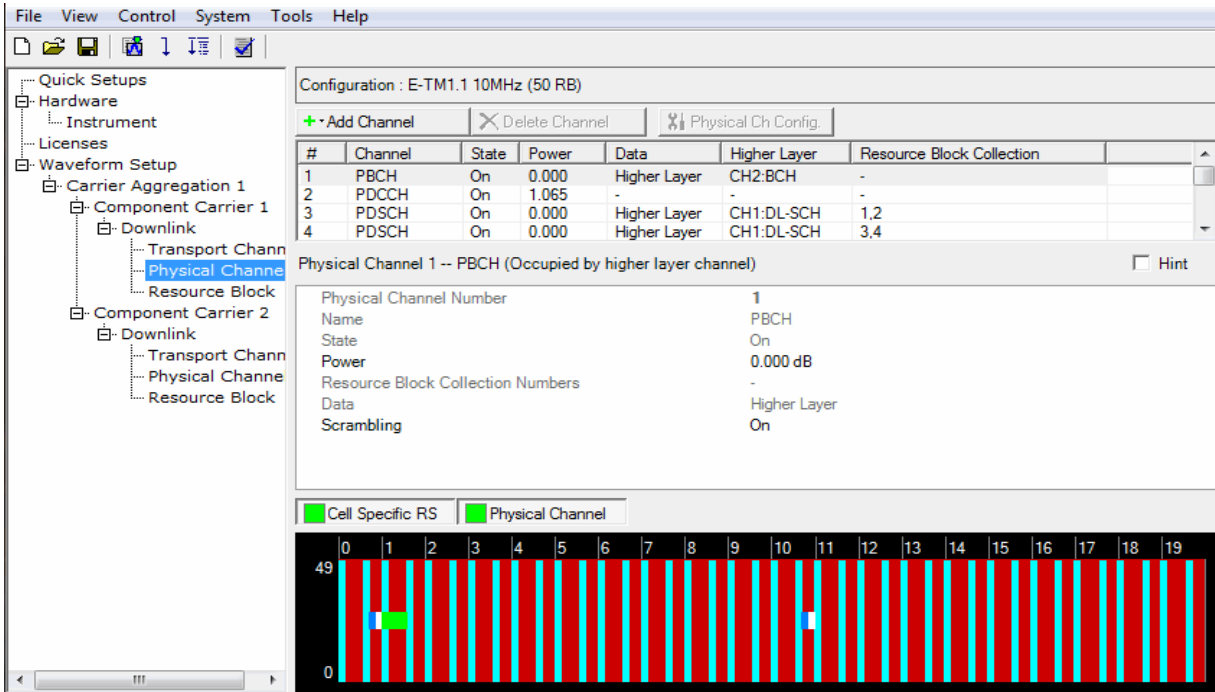 File View Control System Tools Help
Quick Setups
Hardware
Instrument
Licenses
Waveform Setup
Carrier Aggregation 1
Component Carrier 1
Downlink
Transport Chann
Physical Channe
Resource Block
Component Carrier 2
Downlink
Transport Chann
Physical Channe
Resource Block
Configuration : E-TM1.1 10MHz (50 RB)
Add Channel Delete Channel Physical Ch Config.
# Channel State Power Data Higher Layer Resource Block Collection
1 PBCH On 0.000 Higher Layer CH2:BCH -
2 PDCCH On 1.065 - - -
3 PDSCH On 0.000 Higher Layer CH1:DL-SCH 1,2
4 PDSCH On 0.000 Higher Layer CH1:DL-SCH 3,4
Physical Channel 1 -- PBCH (Occupied by higher layer channel) Hint
Physical Channel Number 1
Name PBCH
State On
Power 0.000 dB
Resource Block Collection Numbers -
Data Higher Layer
Scrambling On
Cell Specific RS Physical Channel
0 1 2 3 4 5 6 7 8 9 10 11 12 13 14 15 16 17 18 19
49
0